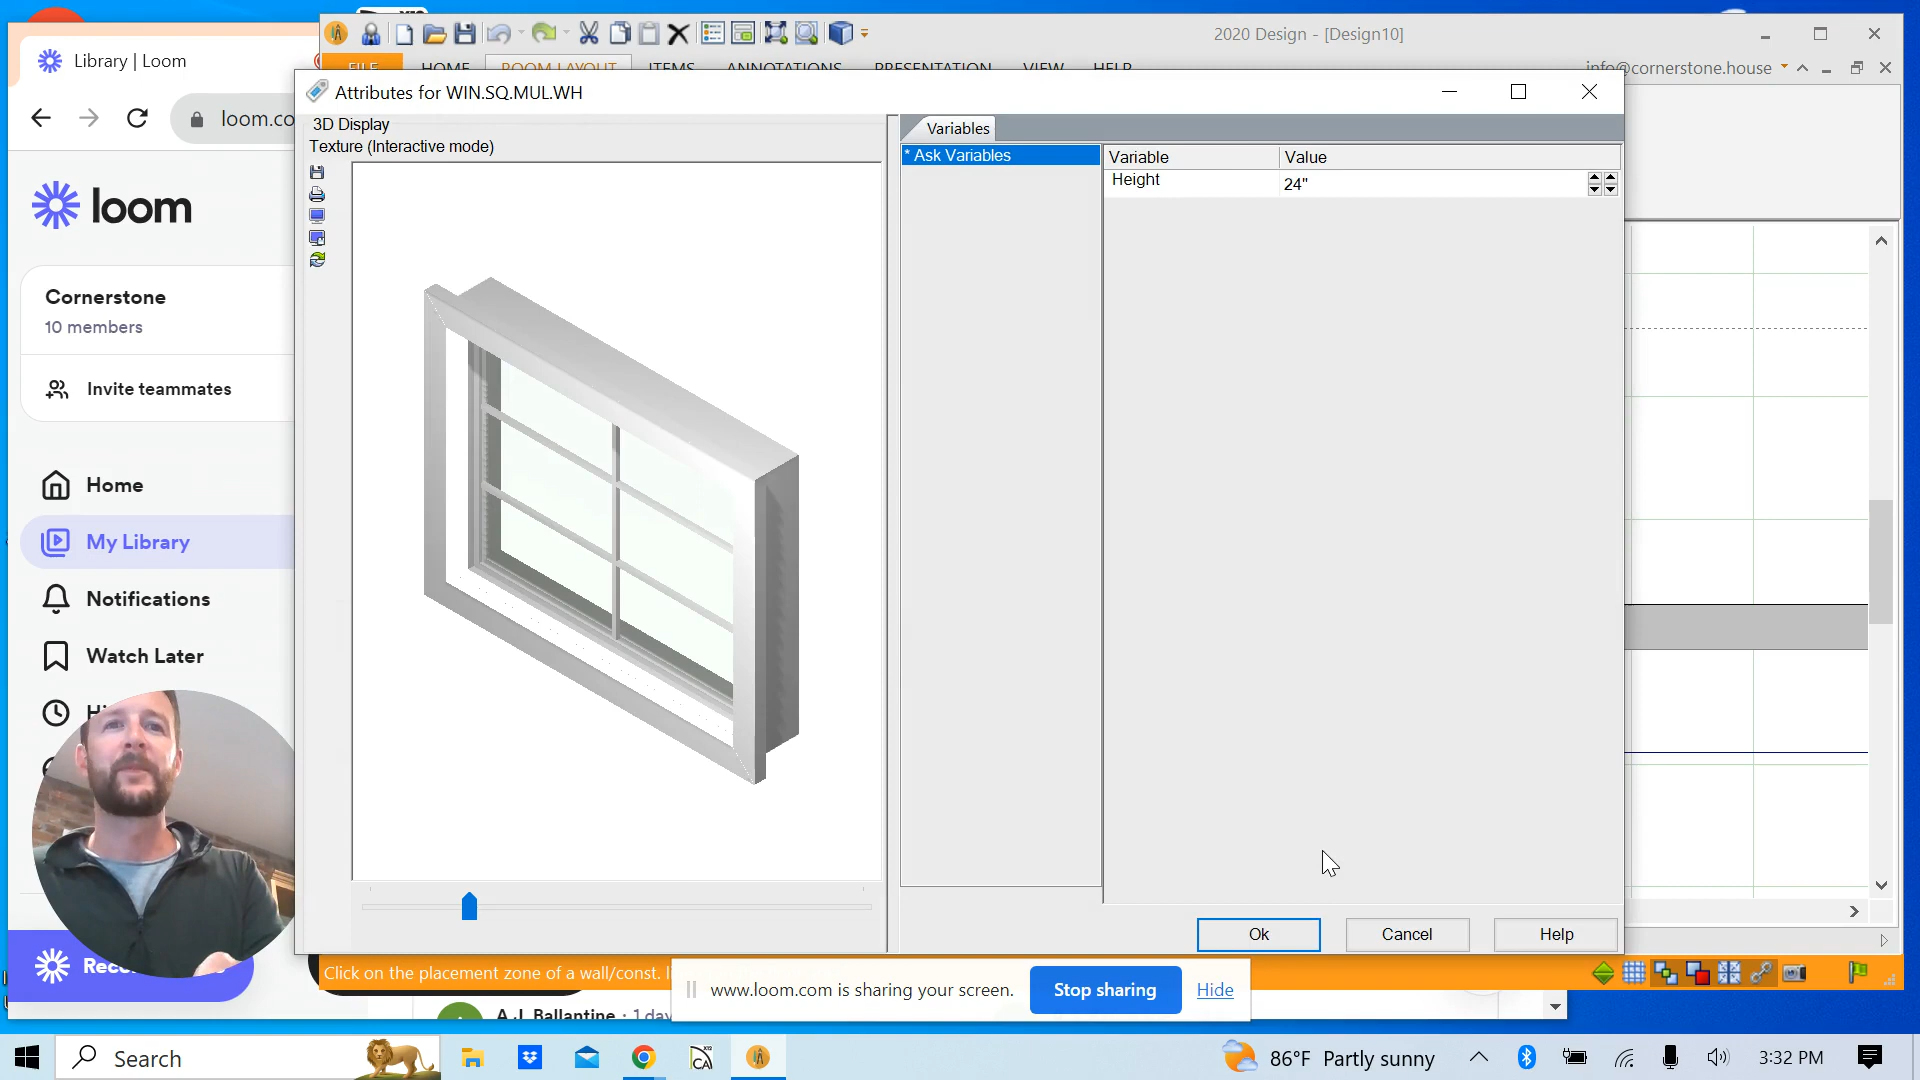 Library | Loom
2020 Design - [Design10]
FILE HOME ROOM LAYOUT ITEMS ANNOTATIONS PRESENTATION VIEW HELP
info@cornerstone.house
loom.co
Attributes for WIN.SQ.MUL.WH
3D Display
Texture (Interactive mode)
Variables
* Ask Variables
Variable Value
Height 24"
loom
Cornerstone
10 members
Invite teammates
Home
My Library
Notifications
Watch Later
Ok Cancel Help
Click on the placement zone of a wall/const.
www.loom.com is sharing your screen. Stop sharing Hide
A.J. Ballantine
Search
86°F Partly sunny
3:32 PM